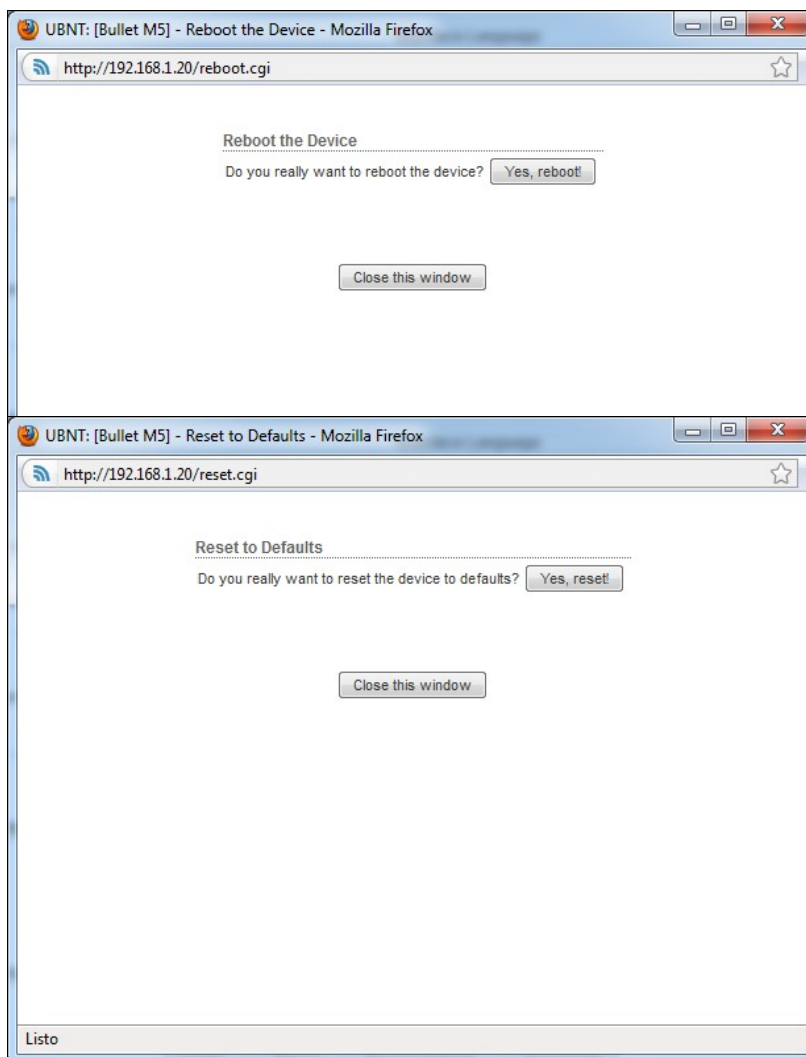 UBNT: [Bullet M5] - Reboot the Device - Mozilla Firefox
http://192.168.1.20/reboot.cgi
Reboot the Device
Do you really want to reboot the device? Yes, reboot!
Close this window
UBNT: [Bullet M5] - Reset to Defaults - Mozilla Firefox
http://192.168.1.20/reset.cgi
Reset to Defaults
Do you really want to reset the device to defaults? Yes, reset!
Close this window
Listo